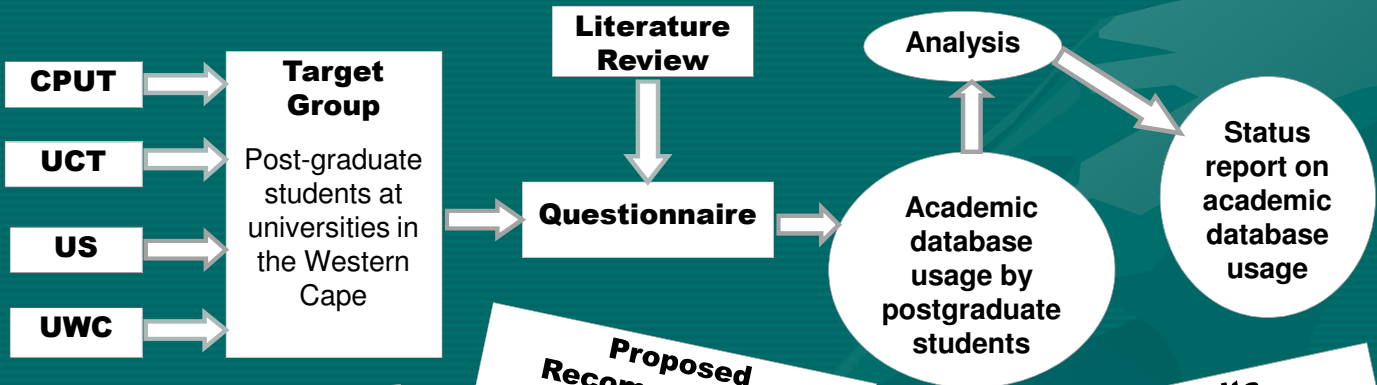 CPUT
UCT
US
UWC
Target
Group
Post-graduate
students at
universities in
the Western
Cape
Literature
Review
Questionnaire
Analysis
Academic
database
usage by
postgraduate
students
Status
report on
academic
database
usage
Proposed